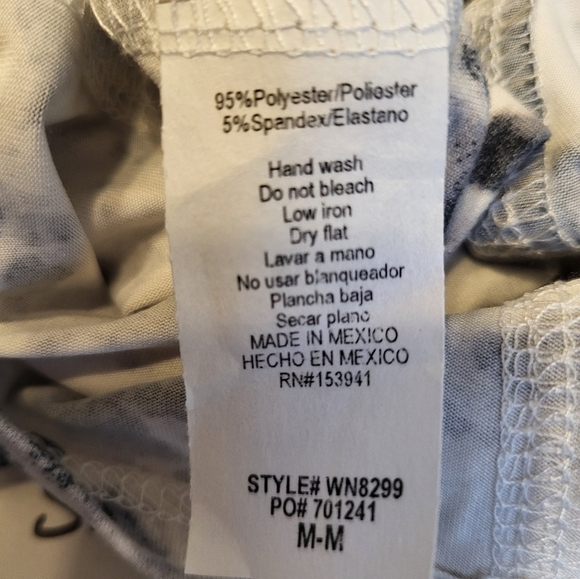 95%Polyester/Poliester
5%Spandex/Elastano
Hand wash
Do not bleach
Low iron
Dry flat
Lavar a mano
No usar blanqueador
Plancha baja
Secar plano
MADE IN MEXICO
HECHO EN MEXICO
RN#153941
STYLE# WN8299
PO# 701241
M-M